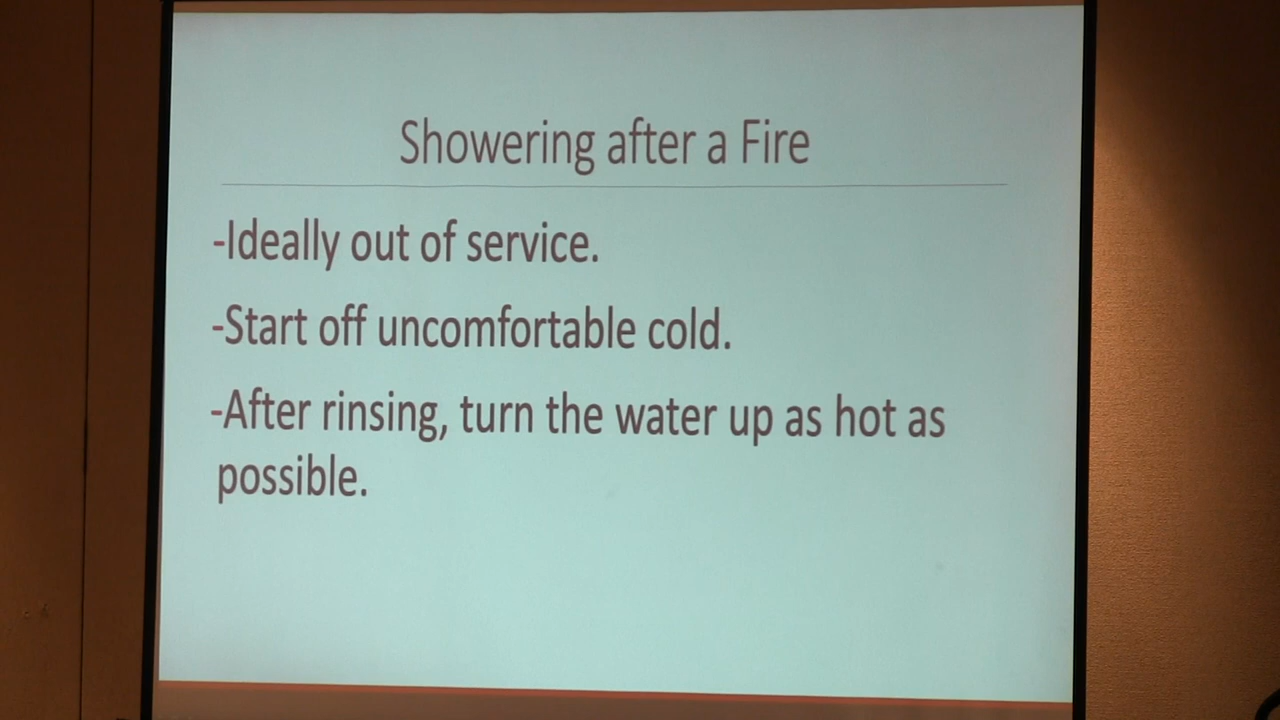 Showering after a Fire
-Ideally out of service.
-Start off uncomfortable cold.
-After rinsing, turn the water up as hot as
possible.